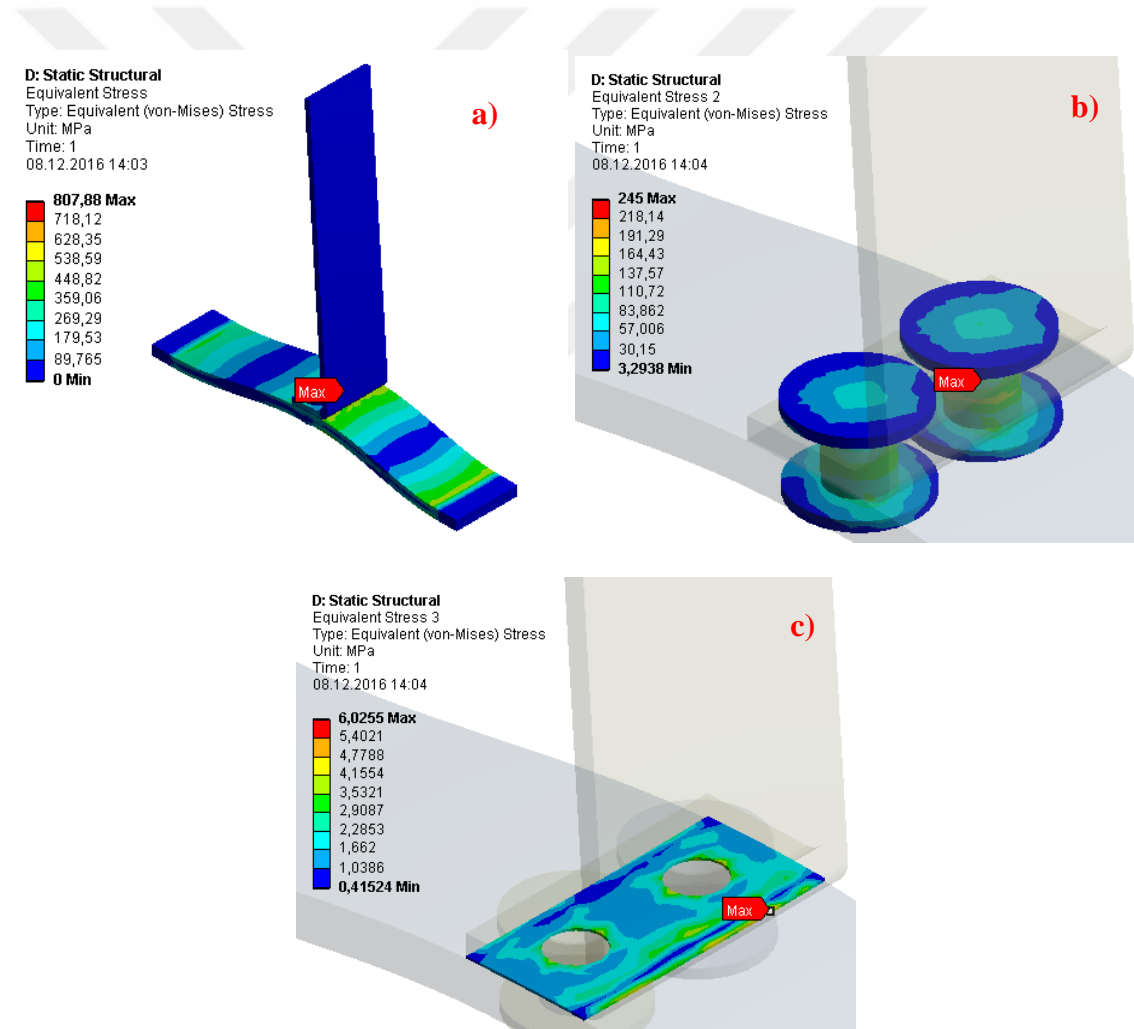 D: Static Structural
Equivalent Stress
Type: Equivalent (von-Mises) Stress
Unit: MPa
Time: 1
08.12.2016 14:03
a)
807,88 Max
718,12
628,35
538,59
448,82
359,06
269,29
179,53
89,765
0 Min
Max
D: Static Structural
Equivalent Stress 2
Type: Equivalent (von-Mises) Stress
Unit: MPa
Time: 1
08.12.2016 14:04
b)
245 Max
218,14
191,29
164,43
137,57
110,72
83,862
57,006
30,15
3,2938 Min
Max
D: Static Structural
Equivalent Stress 3
Type: Equivalent (von-Mises) Stress
Unit: MPa
Time: 1
08.12.2016 14:04
c)
6,0255 Max
5,4021
4,7788
4,1554
3,5321
2,9087
2,2853
1,662
1,0386
0,41524 Min
Max